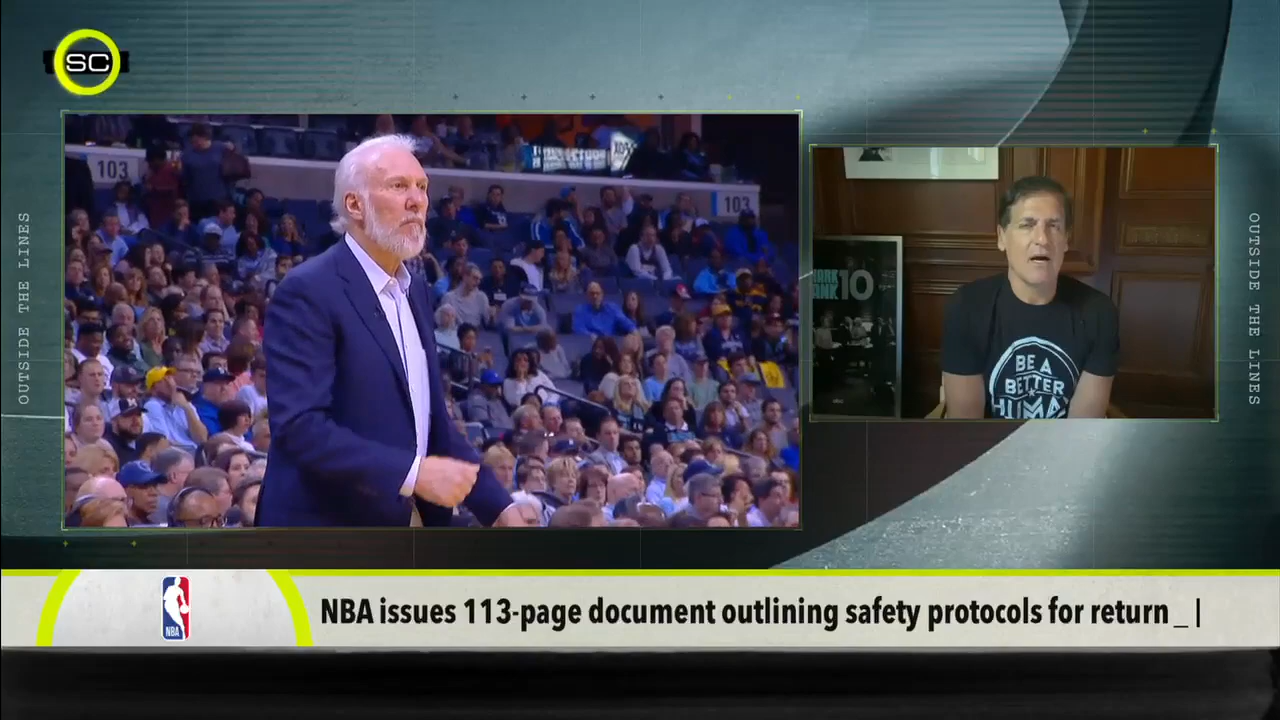 SC
103
103
OUTSIDE THE LINES
OUTSIDE THE LINES
10
BE A
BETTER
HUMA
NBA
NBA issues 113-page document outlining safety protocols for return _ |